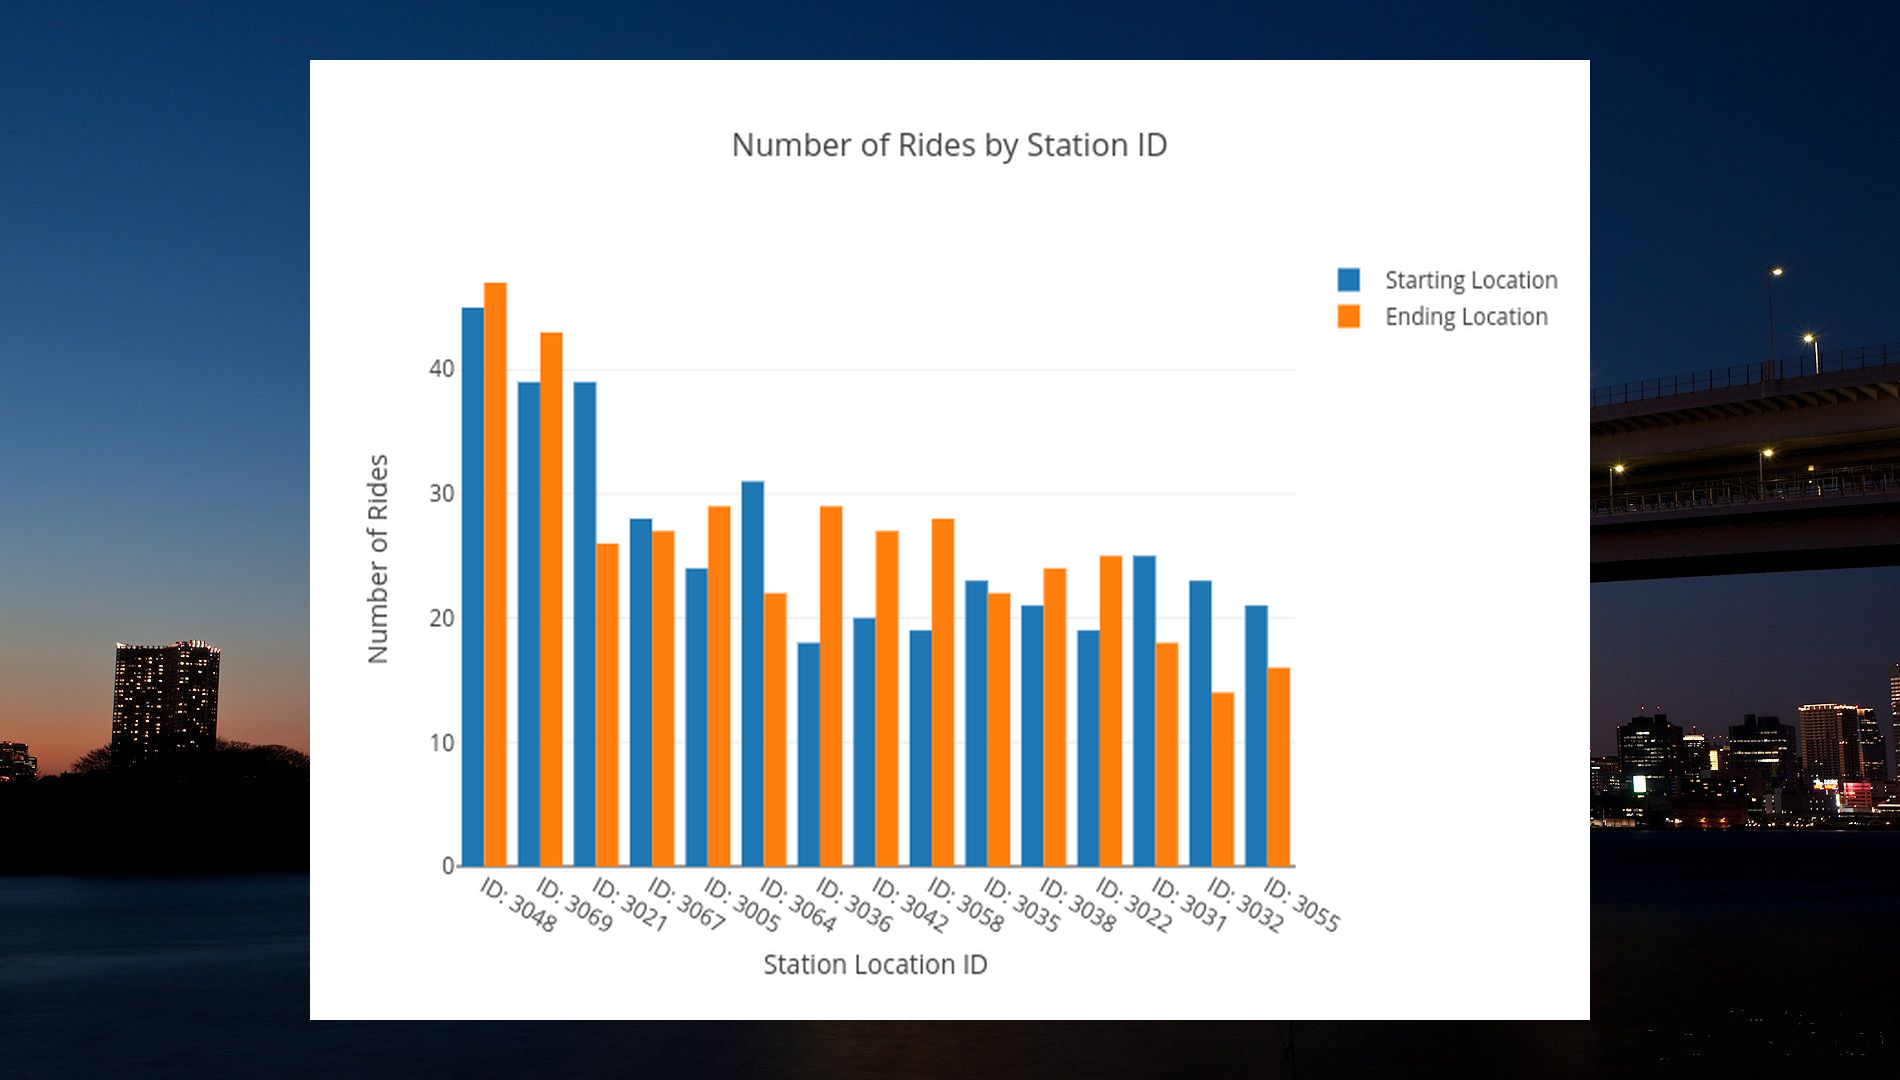 Number of Rides by Station ID
Starting Location
Ending Location
Number of Rides
40
30
20
10
0
ID: 3048
ID: 3069
ID: 3021
ID: 3067
ID: 3005
ID: 3064
ID: 3036
ID: 3042
ID: 3058
ID: 3035
ID: 3038
ID: 3022
ID: 3031
ID: 3032
ID: 3055
Station Location ID